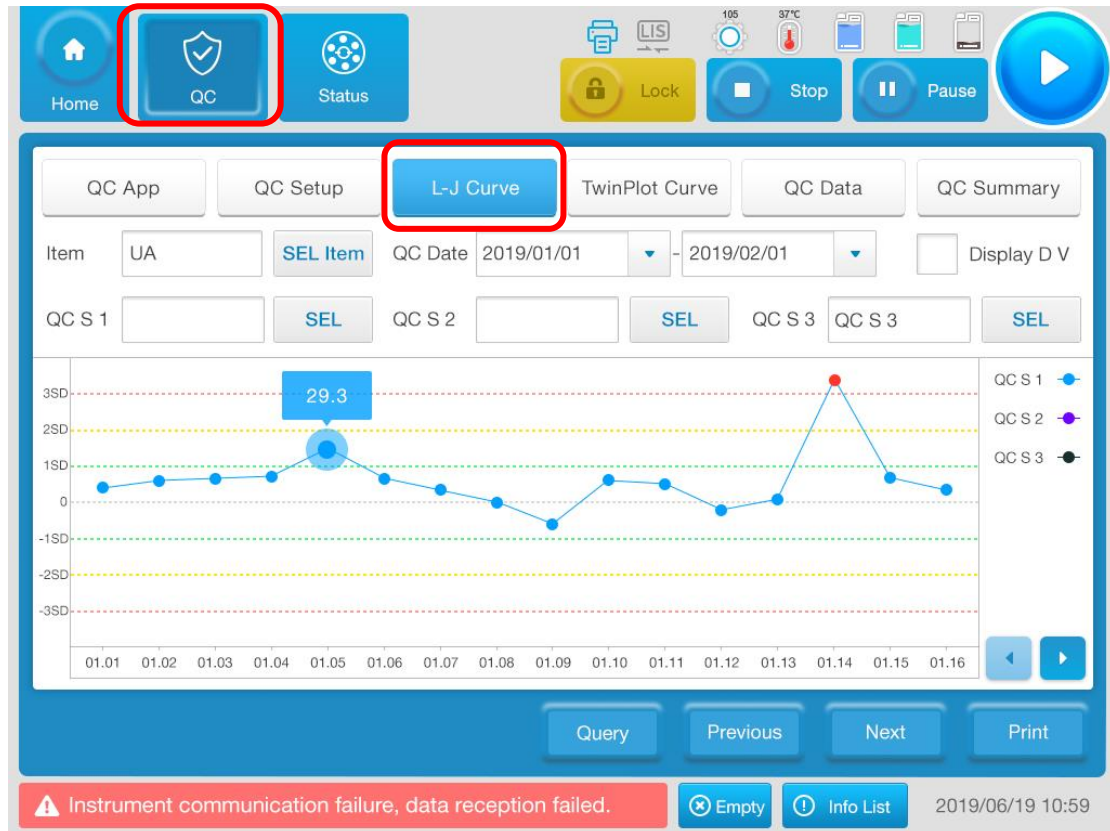 105 37°C
LIS
Home QC Status Lock Stop Pause
QC App QC Setup L-J Curve TwinPlot Curve QC Data QC Summary
Item UA SEL Item QC Date 2019/01/01 - 2019/02/01 Display D V
QC S 1 SEL QC S 2 SEL QC S 3 QC S 3 SEL
3SD
2SD
1SD
0
-1SD
-2SD
-3SD
29.3
QC S 1
QC S 2
QC S 3
01.01 01.02 01.03 01.04 01.05 01.06 01.07 01.08 01.09 01.10 01.11 01.12 01.13 01.14 01.15 01.16
Query Previous Next Print
Instrument communication failure, data reception failed. Empty Info List 2019/06/19 10:59